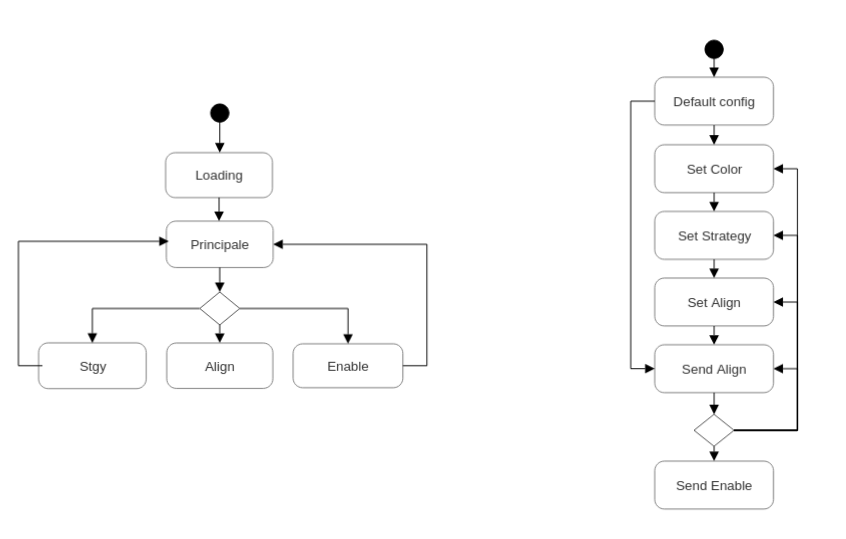 Loading
Principale
Stgy
Align
Enable
Default config
Set Color
Set Strategy
Set Align
Send Align
Send Enable